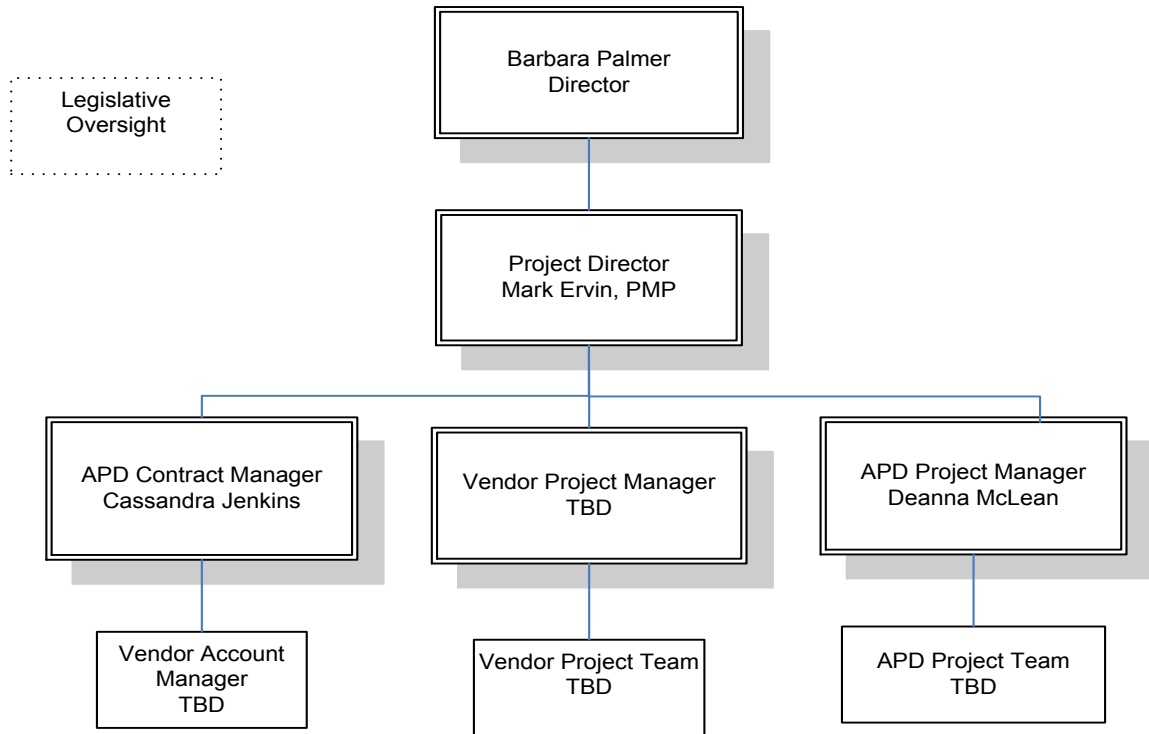 Barbara Palmer
Director
Legislative
Oversight
Project Director
Mark Ervin, PMP
APD Contract Manager
Cassandra Jenkins
Vendor Project Manager
TBD
APD Project Manager
Deanna McLean
Vendor Account
Manager
TBD
Vendor Project Team
TBD
APD Project Team
TBD